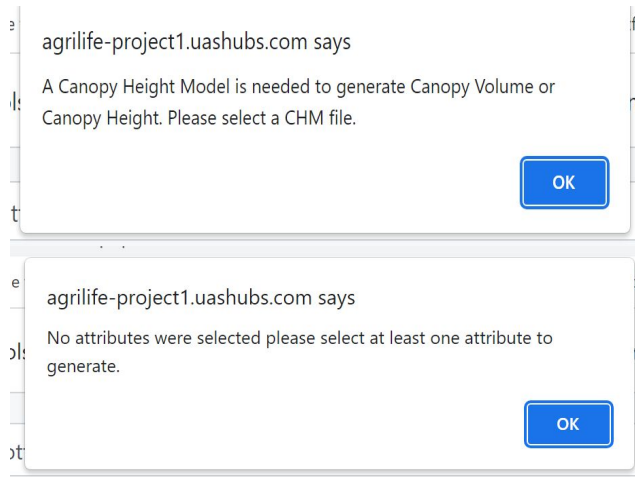 agrilife-project1.uashubs.com says
A Canopy Height Model is needed to generate Canopy Volume or
Canopy Height. Please select a CHM file.
OK
agrilife-project1.uashubs.com says
No attributes were selected please select at least one attribute to
generate.
OK